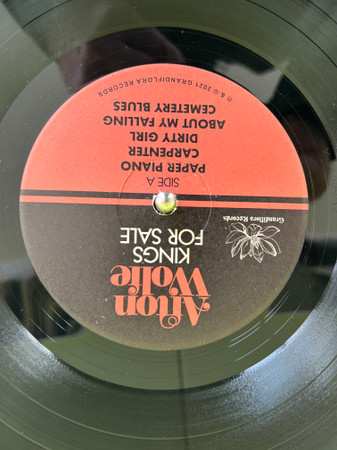 Afton
Wolfe
KINGS
FOR SALE
Grandiflora Records
SIDE A
PAPER PIANO
CARPENTER
DIRTY GIRL
ABOUT MY FALLING
CEMETERY BLUES
℗ & © 2021 GRANDIFLORA RECORDS